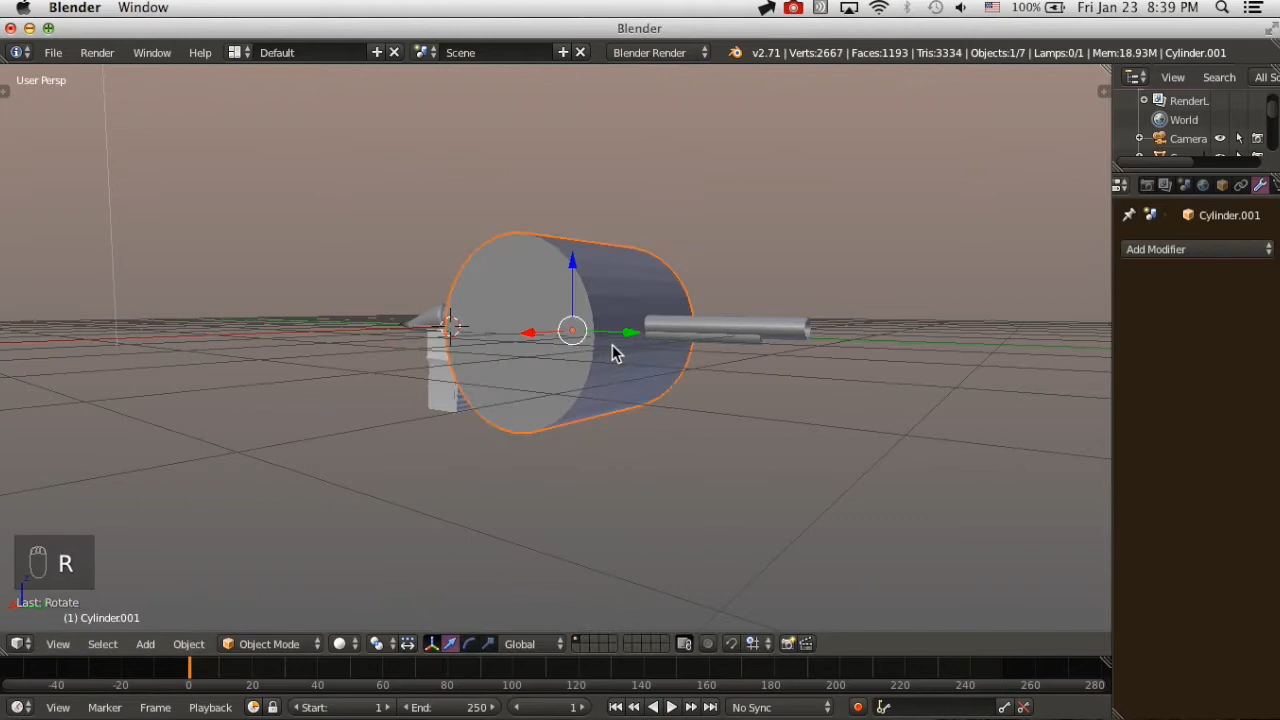 Blender Window 100% Fri Jan 23 8:39 PM
Blender
File Render Window Help Default Scene Blender Render v2.71 | Verts:2667 | Faces:1193 | Tris:3334 | Objects:1/7 | Lamps:0/1 | Mem:18.93M | Cylinder.001
User Persp
View Search All Sc
RenderL
World
Camera
Cylinder.001
Add Modifier
R
Last: Rotate
(1) Cylinder.001
View Select Add Object Object Mode Global
-40 -20 0 20 40 60 80 100 120 140 160 180 200 220 240 260 280
View Marker Frame Playback Start: 1 End: 250 1 No Sync